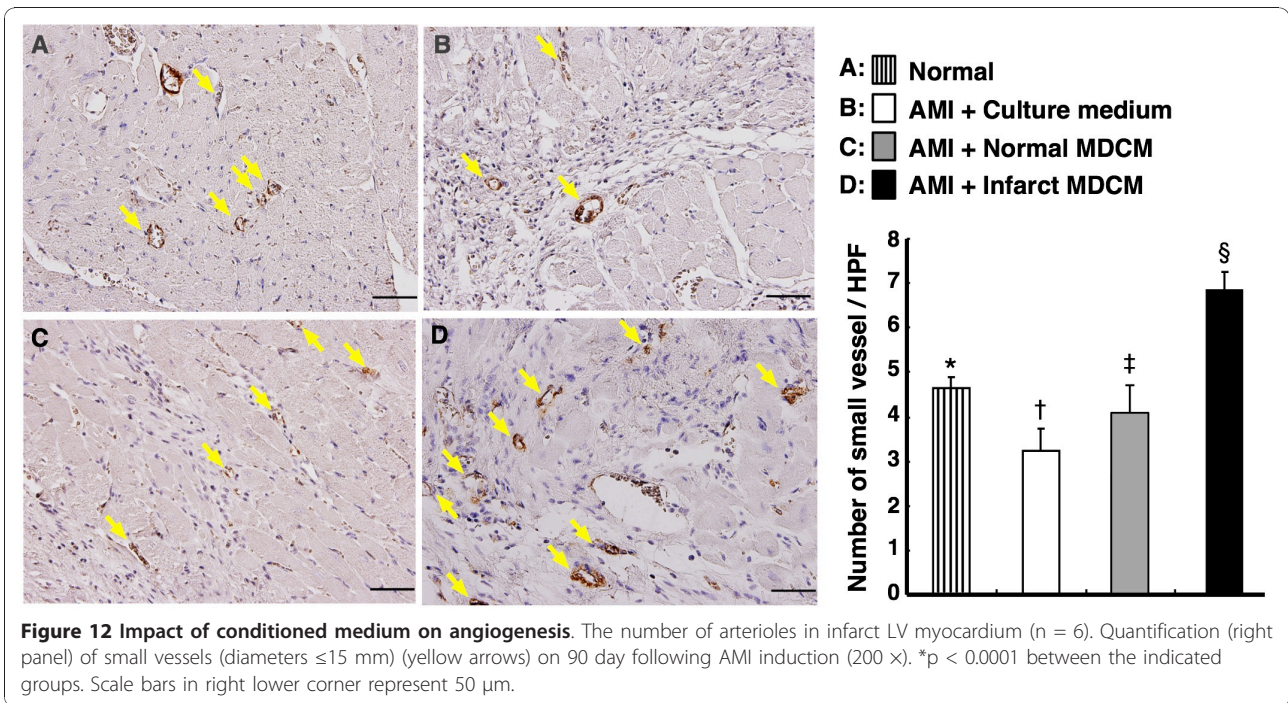 A
B
C
D
A: Normal
B: AMI + Culture medium
C: AMI + Normal MDCM
D: AMI + Infarct MDCM
Number of small vessel / HPF
8
7
6
5
4
3
2
1
0
*
†
‡
§
Figure 12 Impact of conditioned medium on angiogenesis. The number of arterioles in infarct LV myocardium (n = 6). Quantification (right
panel) of small vessels (diameters ≤15 mm) (yellow arrows) on 90 day following AMI induction (200 ×). *p < 0.0001 between the indicated
groups. Scale bars in right lower corner represent 50 μm.